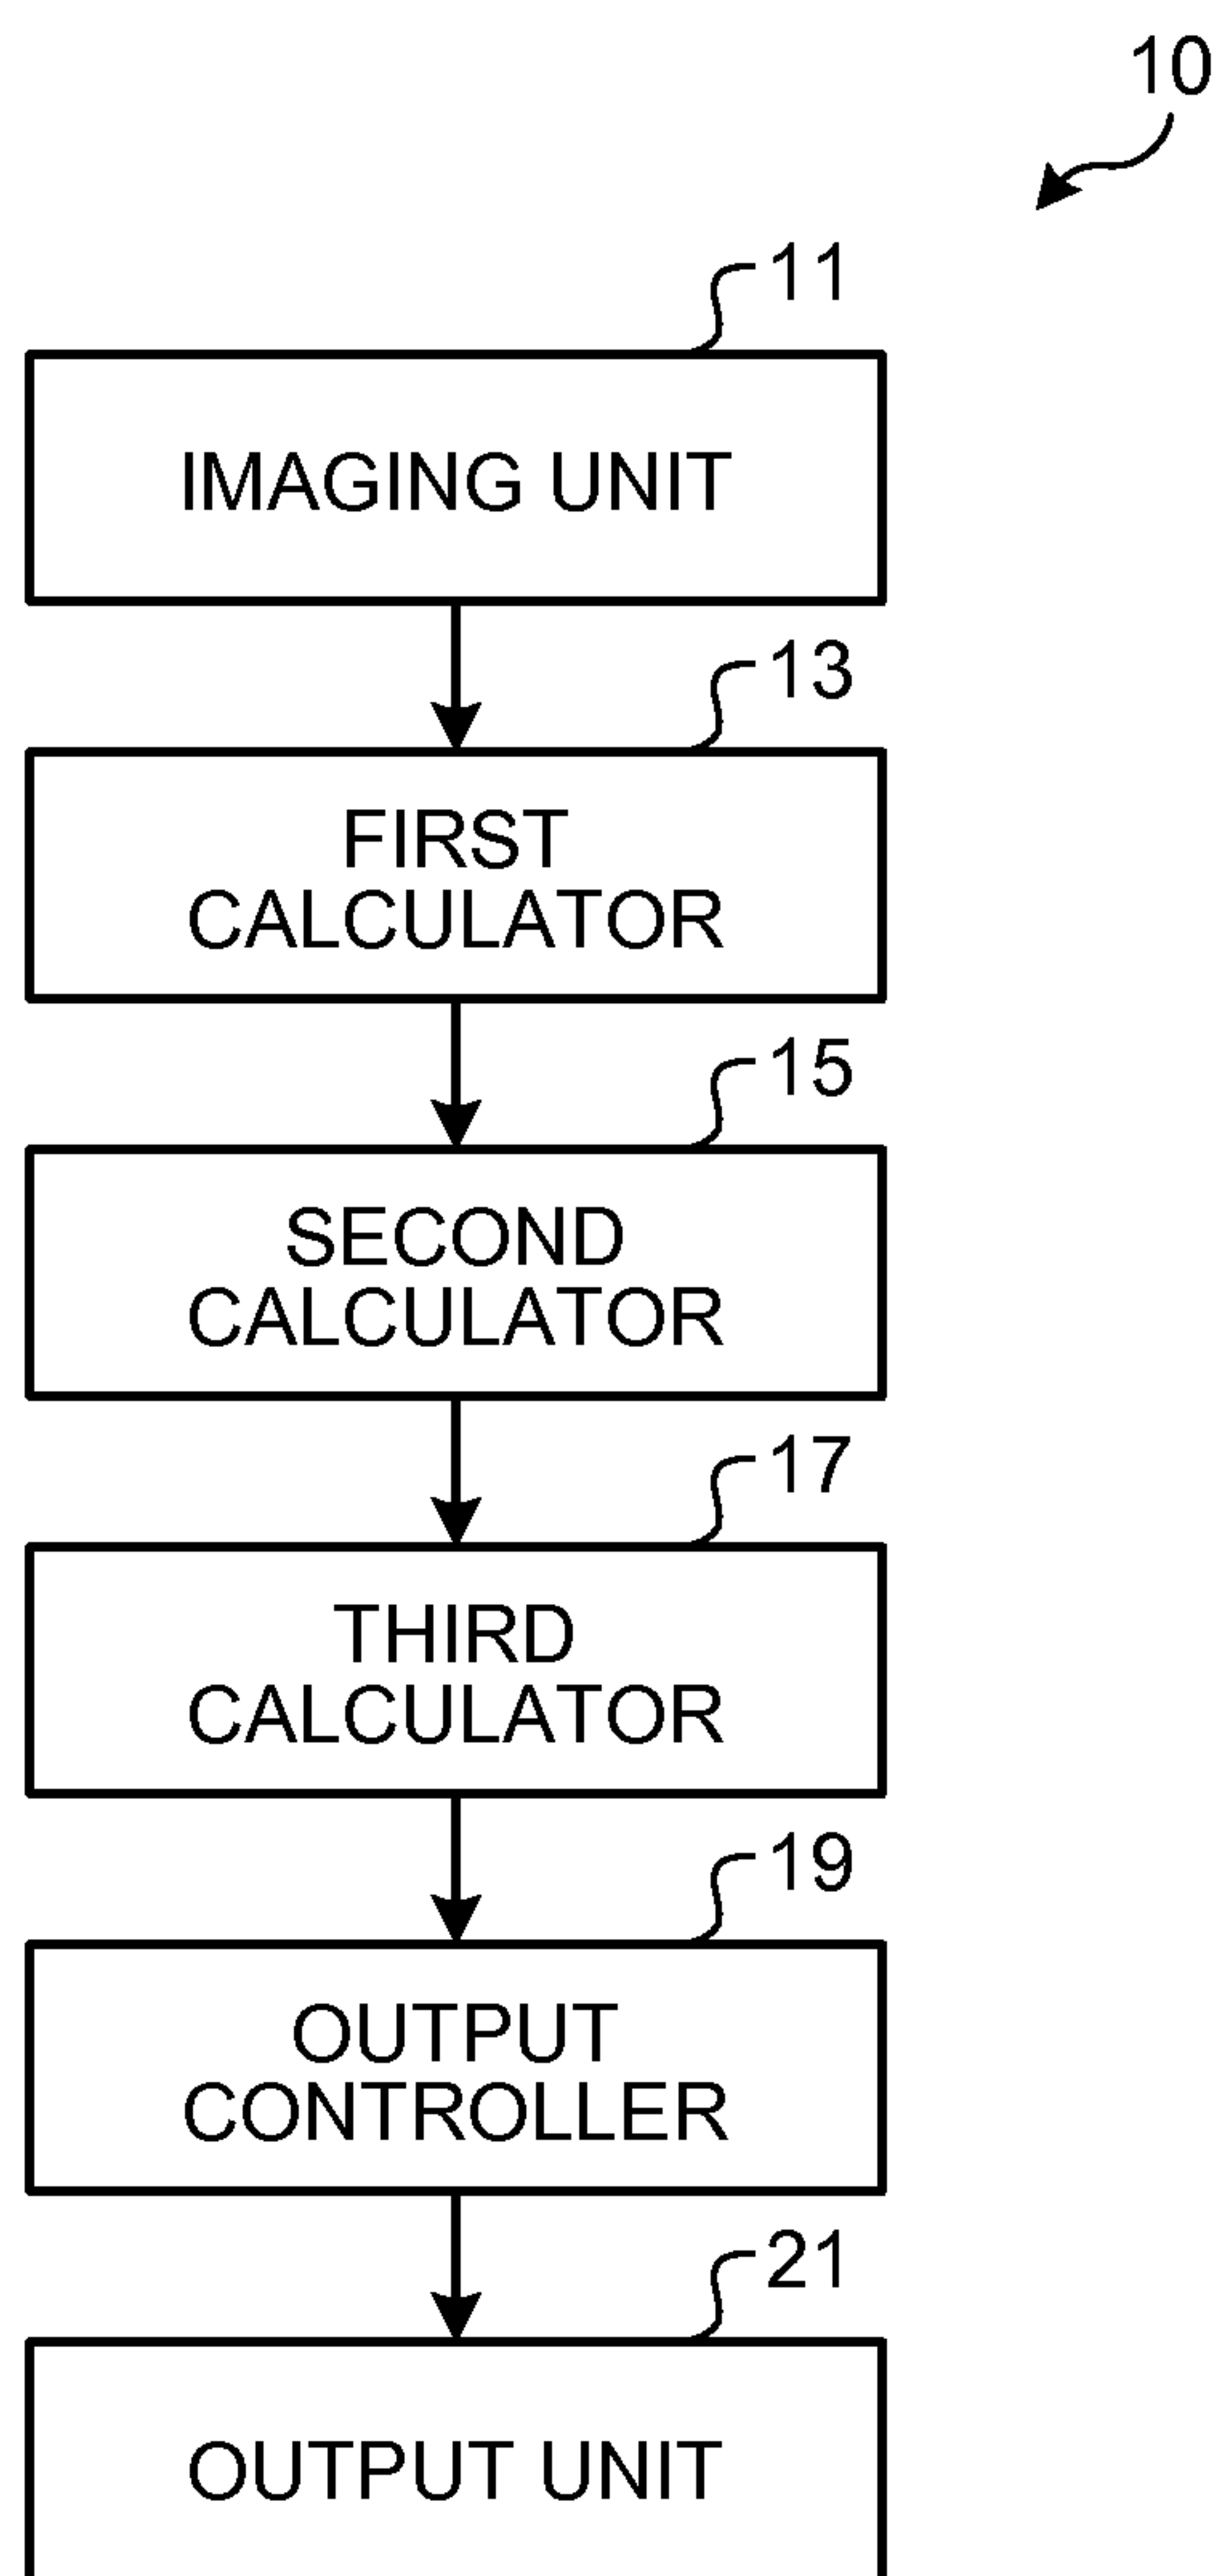 10
11
IMAGING UNIT
13
FIRST
CALCULATOR
15
SECOND
CALCULATOR
17
THIRD
CALCULATOR
19
OUTPUT
CONTROLLER
21
OUTPUT UNIT